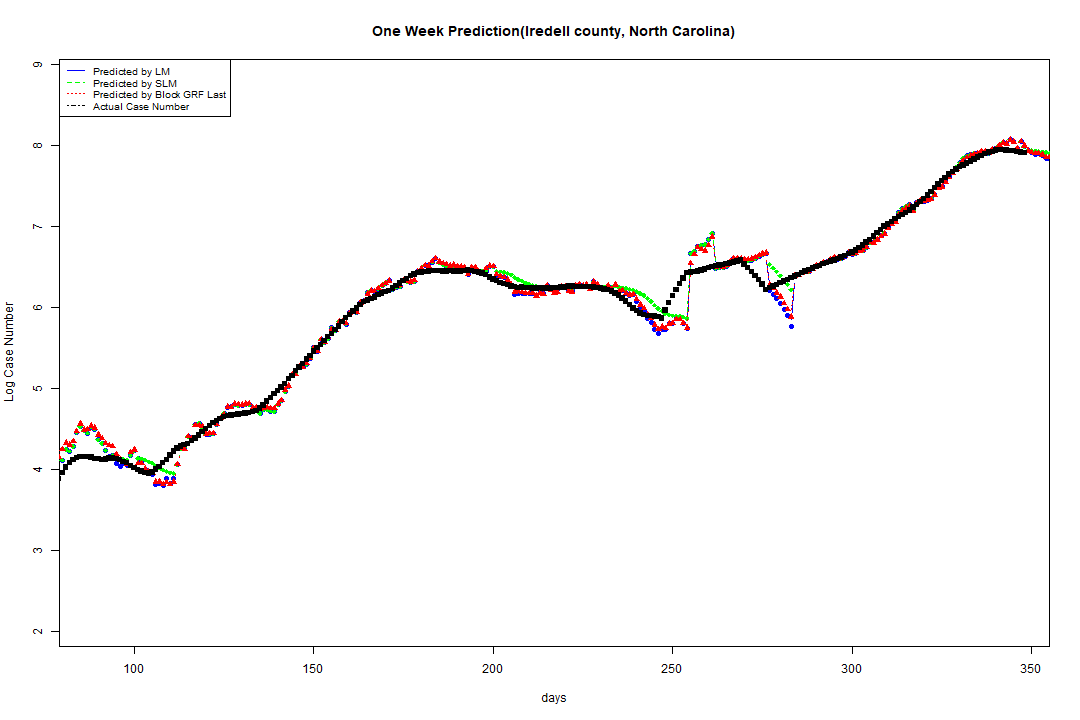 One Week Prediction(Iredell county, North Carolina)
Predicted by LM
Predicted by SLM
Predicted by Block GRF Last
Actual Case Number
9
8
7
6
5
4
3
2
Log Case Number
100 150 200 250 300 350
days